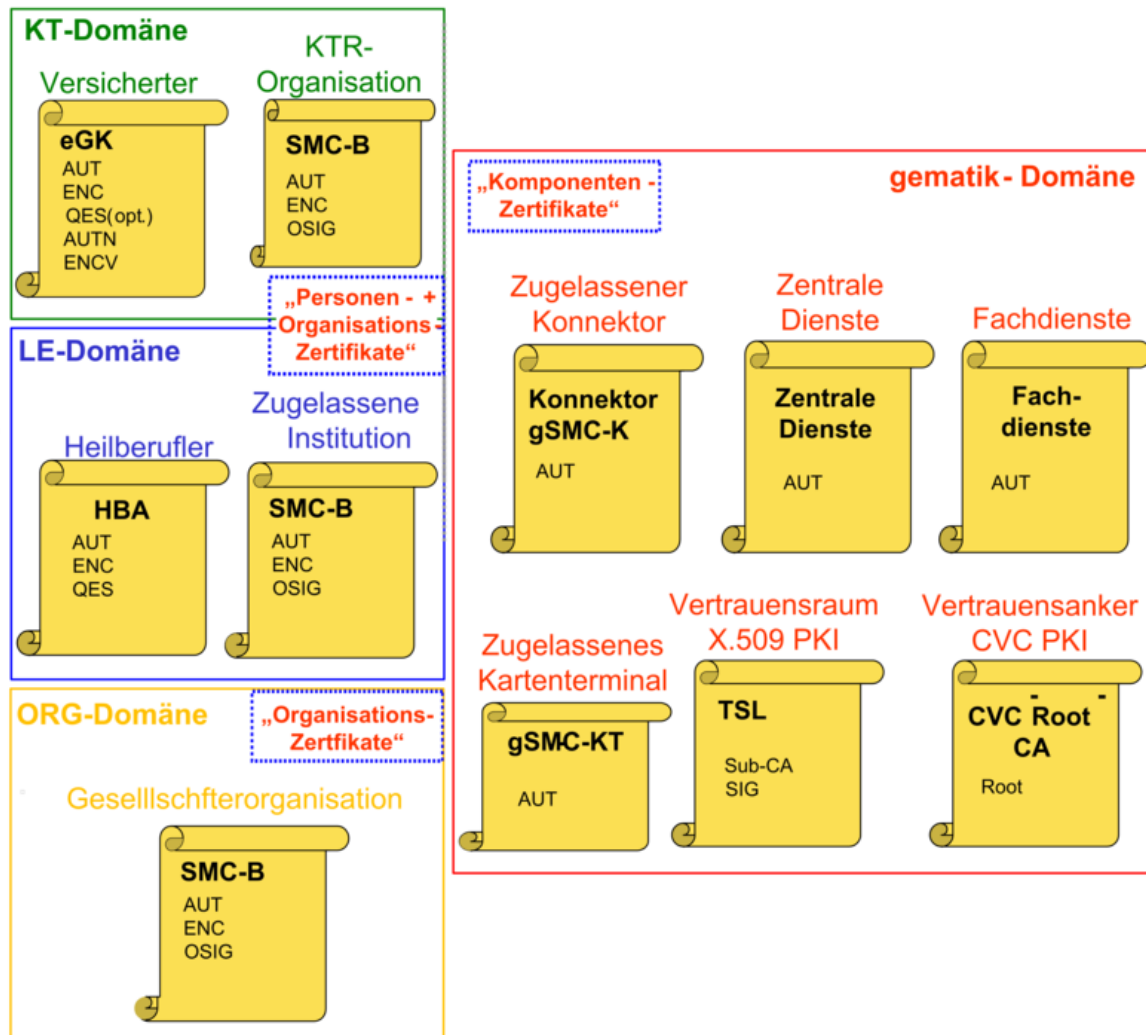 KT-Domäne
Versicherter
eGK
AUT
ENC
QES(opt.)
AUTN
ENCV
KTR-
Organisation
SMC-B
AUT
ENC
OSIG
„Personen - +
Organisations-
Zertifikate“
LE-Domäne
Heilberufler
HBA
AUT
ENC
QES
Zugelassene
Institution
SMC-B
AUT
ENC
OSIG
ORG-Domäne
„Organisations-
Zertfikate“
Geselllschfterorganisation
SMC-B
AUT
ENC
OSIG
„Komponenten -
Zertifikate“
gematik - Domäne
Zugelassener
Konnektor
Konnektor
gSMC-K
AUT
Zentrale
Dienste
Zentrale
Dienste
AUT
Fachdienste
Fach-
dienste
AUT
Zugelassenes
Kartenterminal
gSMC-KT
AUT
Vertrauensraum
X.509 PKI
TSL
Sub-CA
SIG
Vertrauensanker
CVC PKI
CVC - Root -
CA
Root